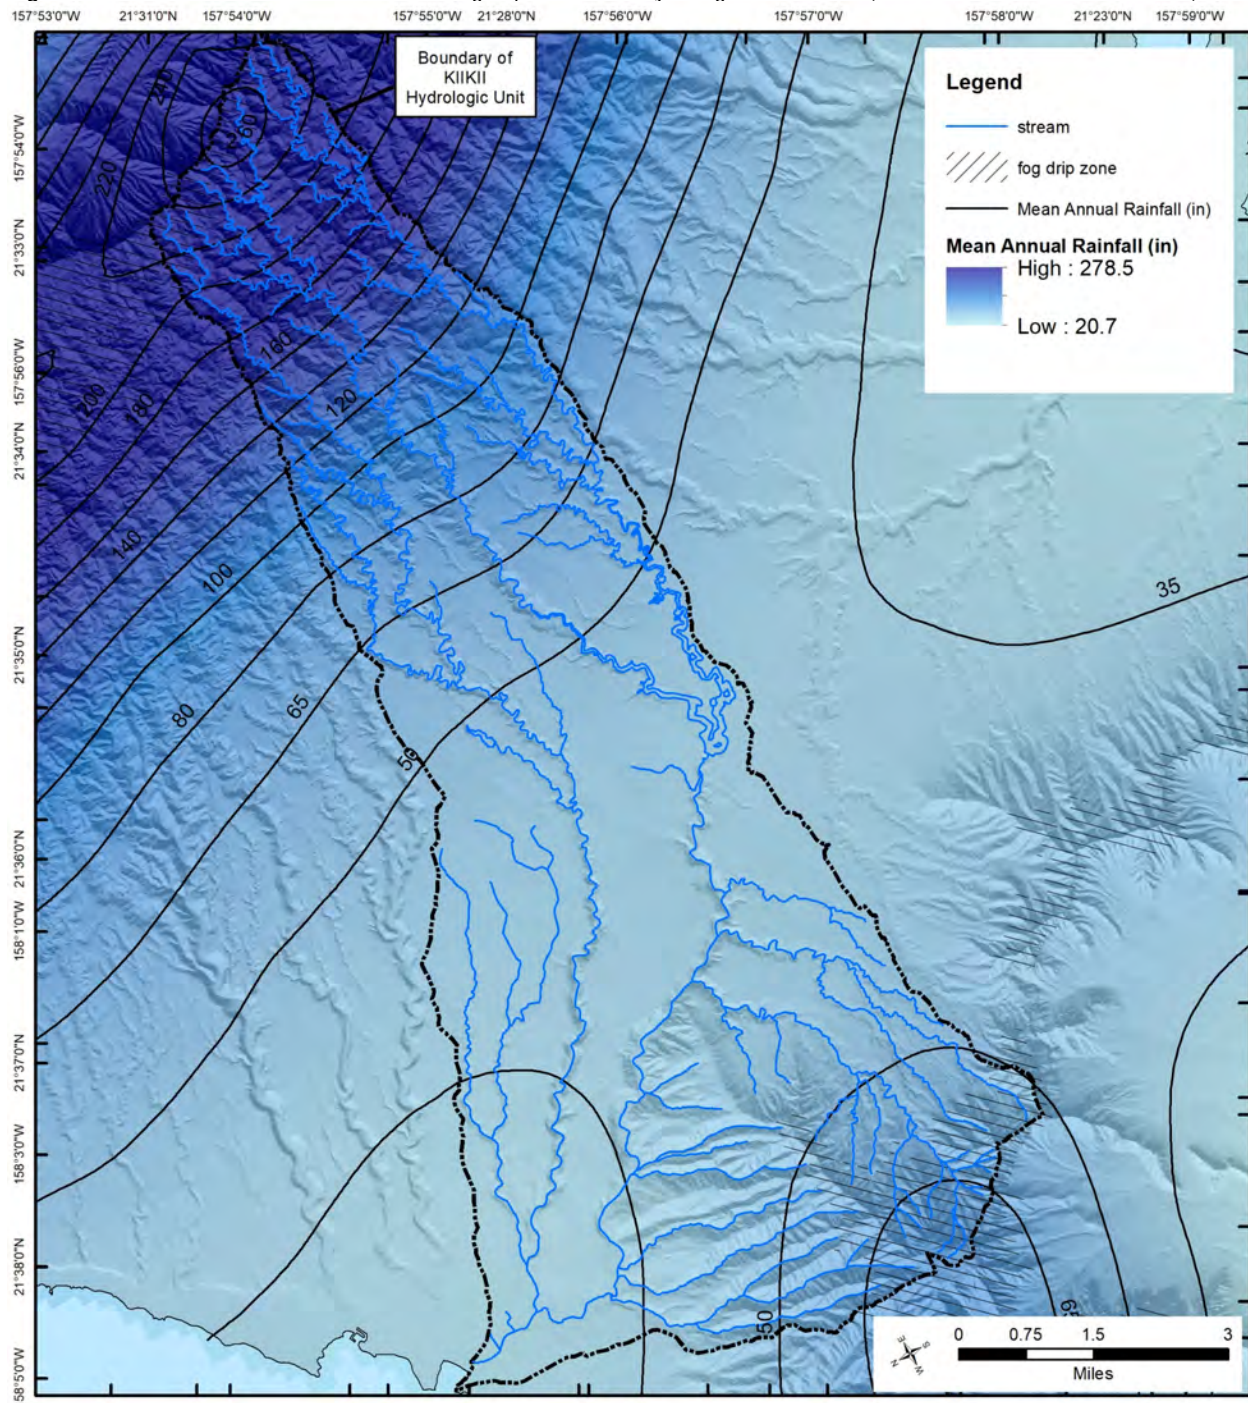 157°53'0"W 21°31'0"N 157°54'0"W 157°55'0"W 21°28'0"N 157°56'0"W 157°57'0"W 157°58'0"W 21°23'0"N 157°59'0"W
Boundary of
KIIKII
Hydrologic Unit
Legend
stream
fog drip zone
Mean Annual Rainfall (in)
Mean Annual Rainfall (in)
High : 278.5
Low : 20.7
157°54'0"W
21°33'0"N
157°56'0"W
21°34'0"N
21°35'0"N
21°36'0"N
158°1'0"W
21°37'0"N
158°3'0"W
21°38'0"N
58°5'0"W
240
260
220
160
200
180
120
140
100
35
65
80
50
50
65
N
E
S
W
0 0.75 1.5 3
Miles